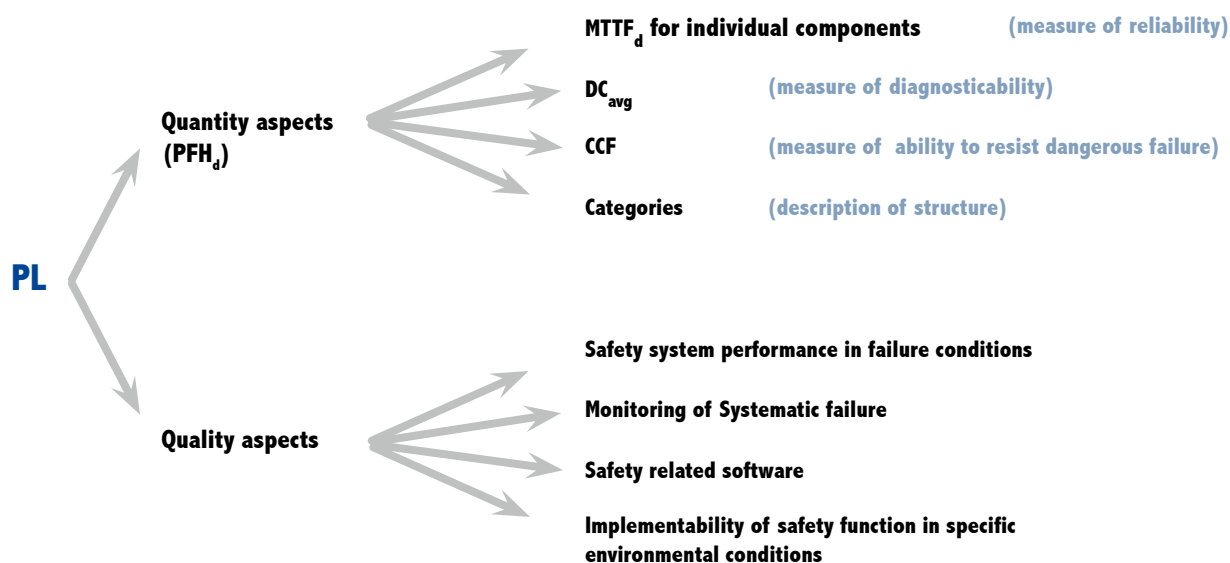 MTTFd for individual components (measure of reliability)
DCavg (measure of diagnosticability)
Quantity aspects
(PFHd)
CCF (measure of ability to resist dangerous failure)
Categories (description of structure)
PL
Safety system performance in failure conditions
Monitoring of Systematic failure
Quality aspects
Safety related software
Implementability of safety function in specific
environmental conditions